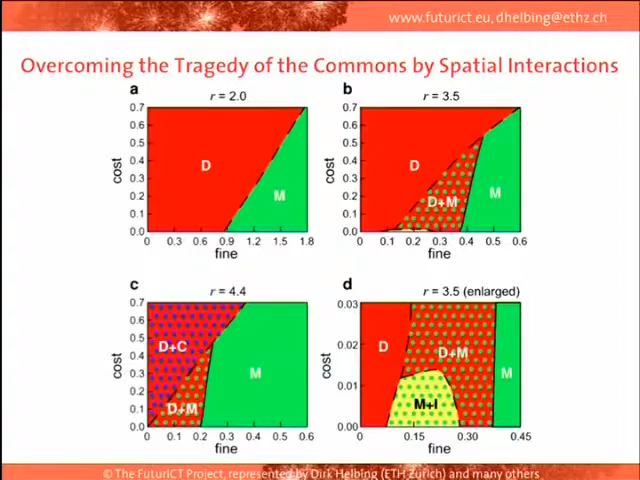 www.futurict.eu, dhelbing@ethz.ch
Overcoming the Tragedy of the Commons by Spatial Interactions
a
r = 2.0
0.7
0.6
0.5
0.4
0.3
0.2
0.1
0.0
cost
D
M
0 0.3 0.6 0.9 1.2 1.5 1.8
fine
b
r = 3.5
0.7
0.6
0.5
0.4
0.3
0.2
0.1
0.0
cost
D
D+M
M
0 0.1 0.2 0.3 0.4 0.5 0.6
fine
c
r = 4.4
0.7
0.6
0.5
0.4
0.3
0.2
0.1
0.0
cost
D+C
D+M
M
0 0.1 0.2 0.3 0.4 0.5 0.6
fine
d
r = 3.5 (enlarged)
0.03
0.02
0.01
0.00
cost
D
D+M
M
M+I
0 0.15 0.30 0.45
fine
© The FuturICT Project, represented by Dirk Helbing (ETH Zurich) and many others